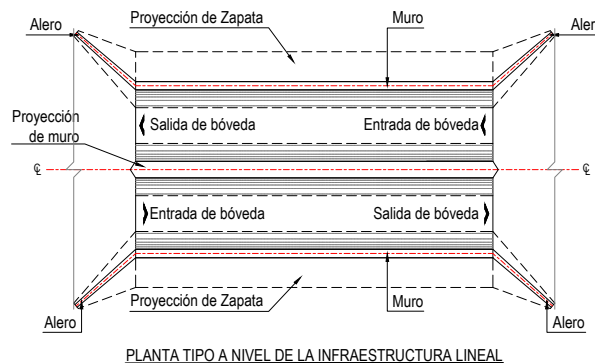 Alero
Proyección de Zapata
Muro
Alero
Proyección
de muro
Salida de bóveda
Entrada de bóveda
℄
℄
Entrada de bóveda
Salida de bóveda
Alero
Proyección de Zapata
Muro
Alero
PLANTA TIPO A NIVEL DE LA INFRAESTRUCTURA LINEAL